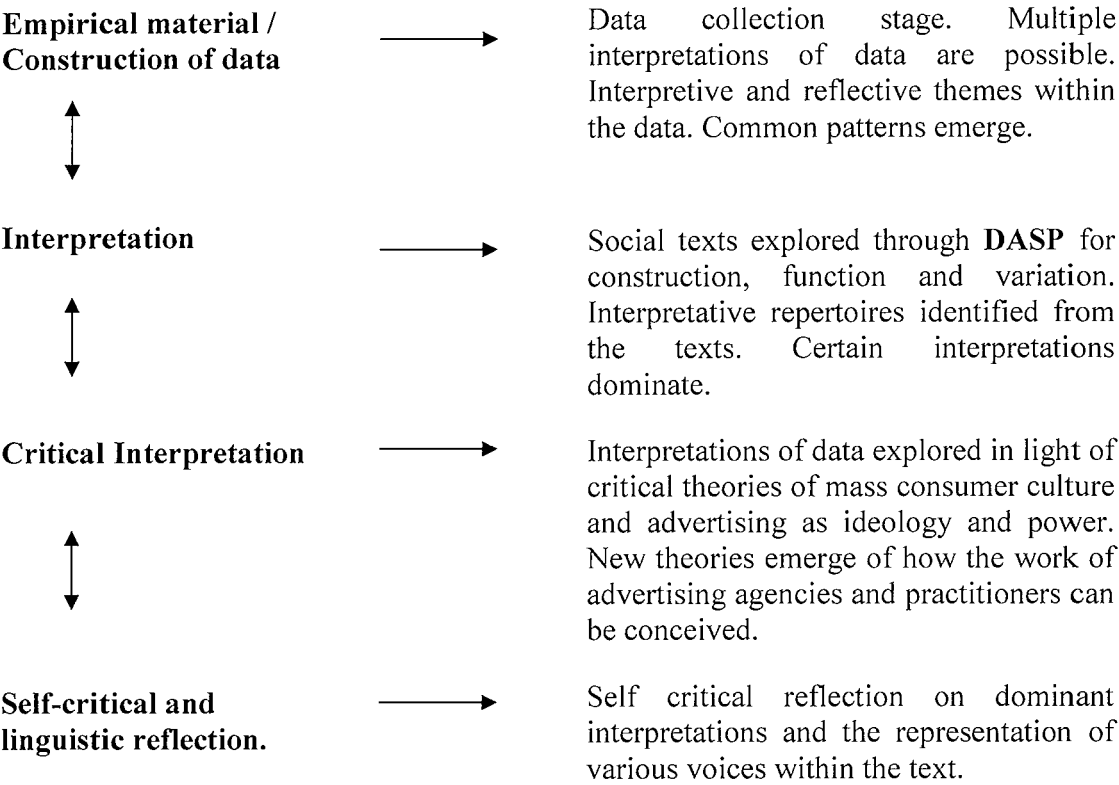 Empirical material /
Construction of data
Data collection stage. Multiple
interpretations of data are possible.
Interpretive and reflective themes within
the data. Common patterns emerge.
Interpretation
Social texts explored through DASP for
construction, function and variation.
Interpretative repertoires identified from
the texts. Certain interpretations
dominate.
Critical Interpretation
Interpretations of data explored in light of
critical theories of mass consumer culture
and advertising as ideology and power.
New theories emerge of how the work of
advertising agencies and practitioners can
be conceived.
Self-critical and
linguistic reflection.
Self critical reflection on dominant
interpretations and the representation of
various voices within the text.